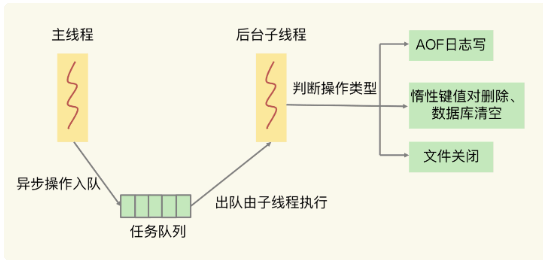 主线程
后台子线程
AOF日志写
判断操作类型
惰性键值对删除、
数据库清空
文件关闭
异步操作入队
出队由子线程执行
任务队列